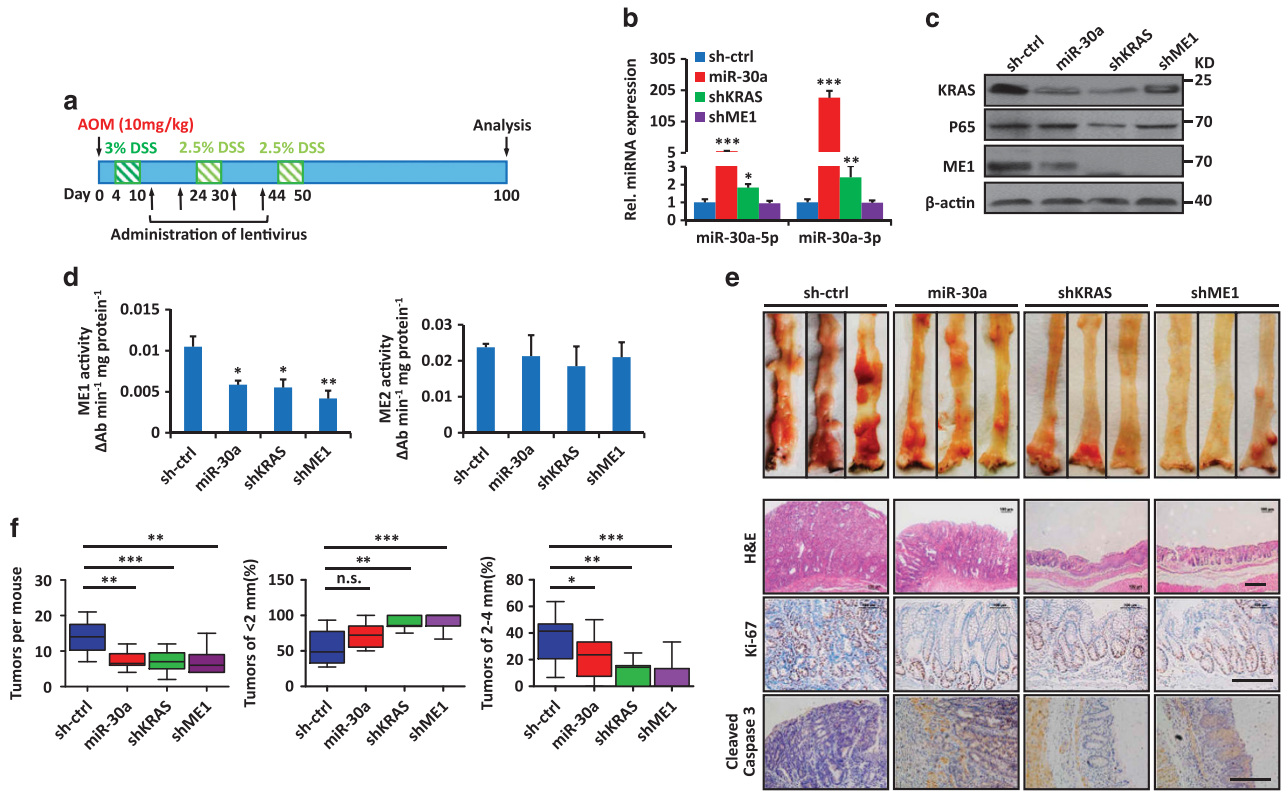 a
AOM (10mg/kg)
Analysis
3% DSS
2.5% DSS
2.5% DSS
Day 0 4 10 24 30 44 50 100
Administration of lentivirus
b
Rel. miRNA expression
305
205
105
5
3
2
1
0
sh-ctrl
miR-30a
shKRAS
shME1
***
*
***
**
miR-30a-5p
miR-30a-3p
c
sh-ctrl
miR-30a
shKRAS
shME1
KD
KRAS
25
P65
70
ME1
70
β-actin
40
d
ME1 activity
ΔAb min⁻¹ mg protein⁻¹
0.015
0.01
0.005
0
*
*
**
sh-ctrl
miR-30a
shKRAS
shME1
ME2 activity
ΔAb min⁻¹ mg protein⁻¹
0.03
0.02
0.01
0
sh-ctrl
miR-30a
shKRAS
shME1
e
sh-ctrl
miR-30a
shKRAS
shME1
H&E
Ki-67
Cleaved
Caspase 3
f
Tumors per mouse
30
20
10
0
**
***
**
sh-ctrl
miR-30a
shKRAS
shME1
Tumors of <2 mm(%)
150
100
50
0
***
**
n.s.
sh-ctrl
miR-30a
shKRAS
shME1
Tumors of 2-4 mm(%)
80
60
40
20
0
***
**
*
sh-ctrl
miR-30a
shKRAS
shME1